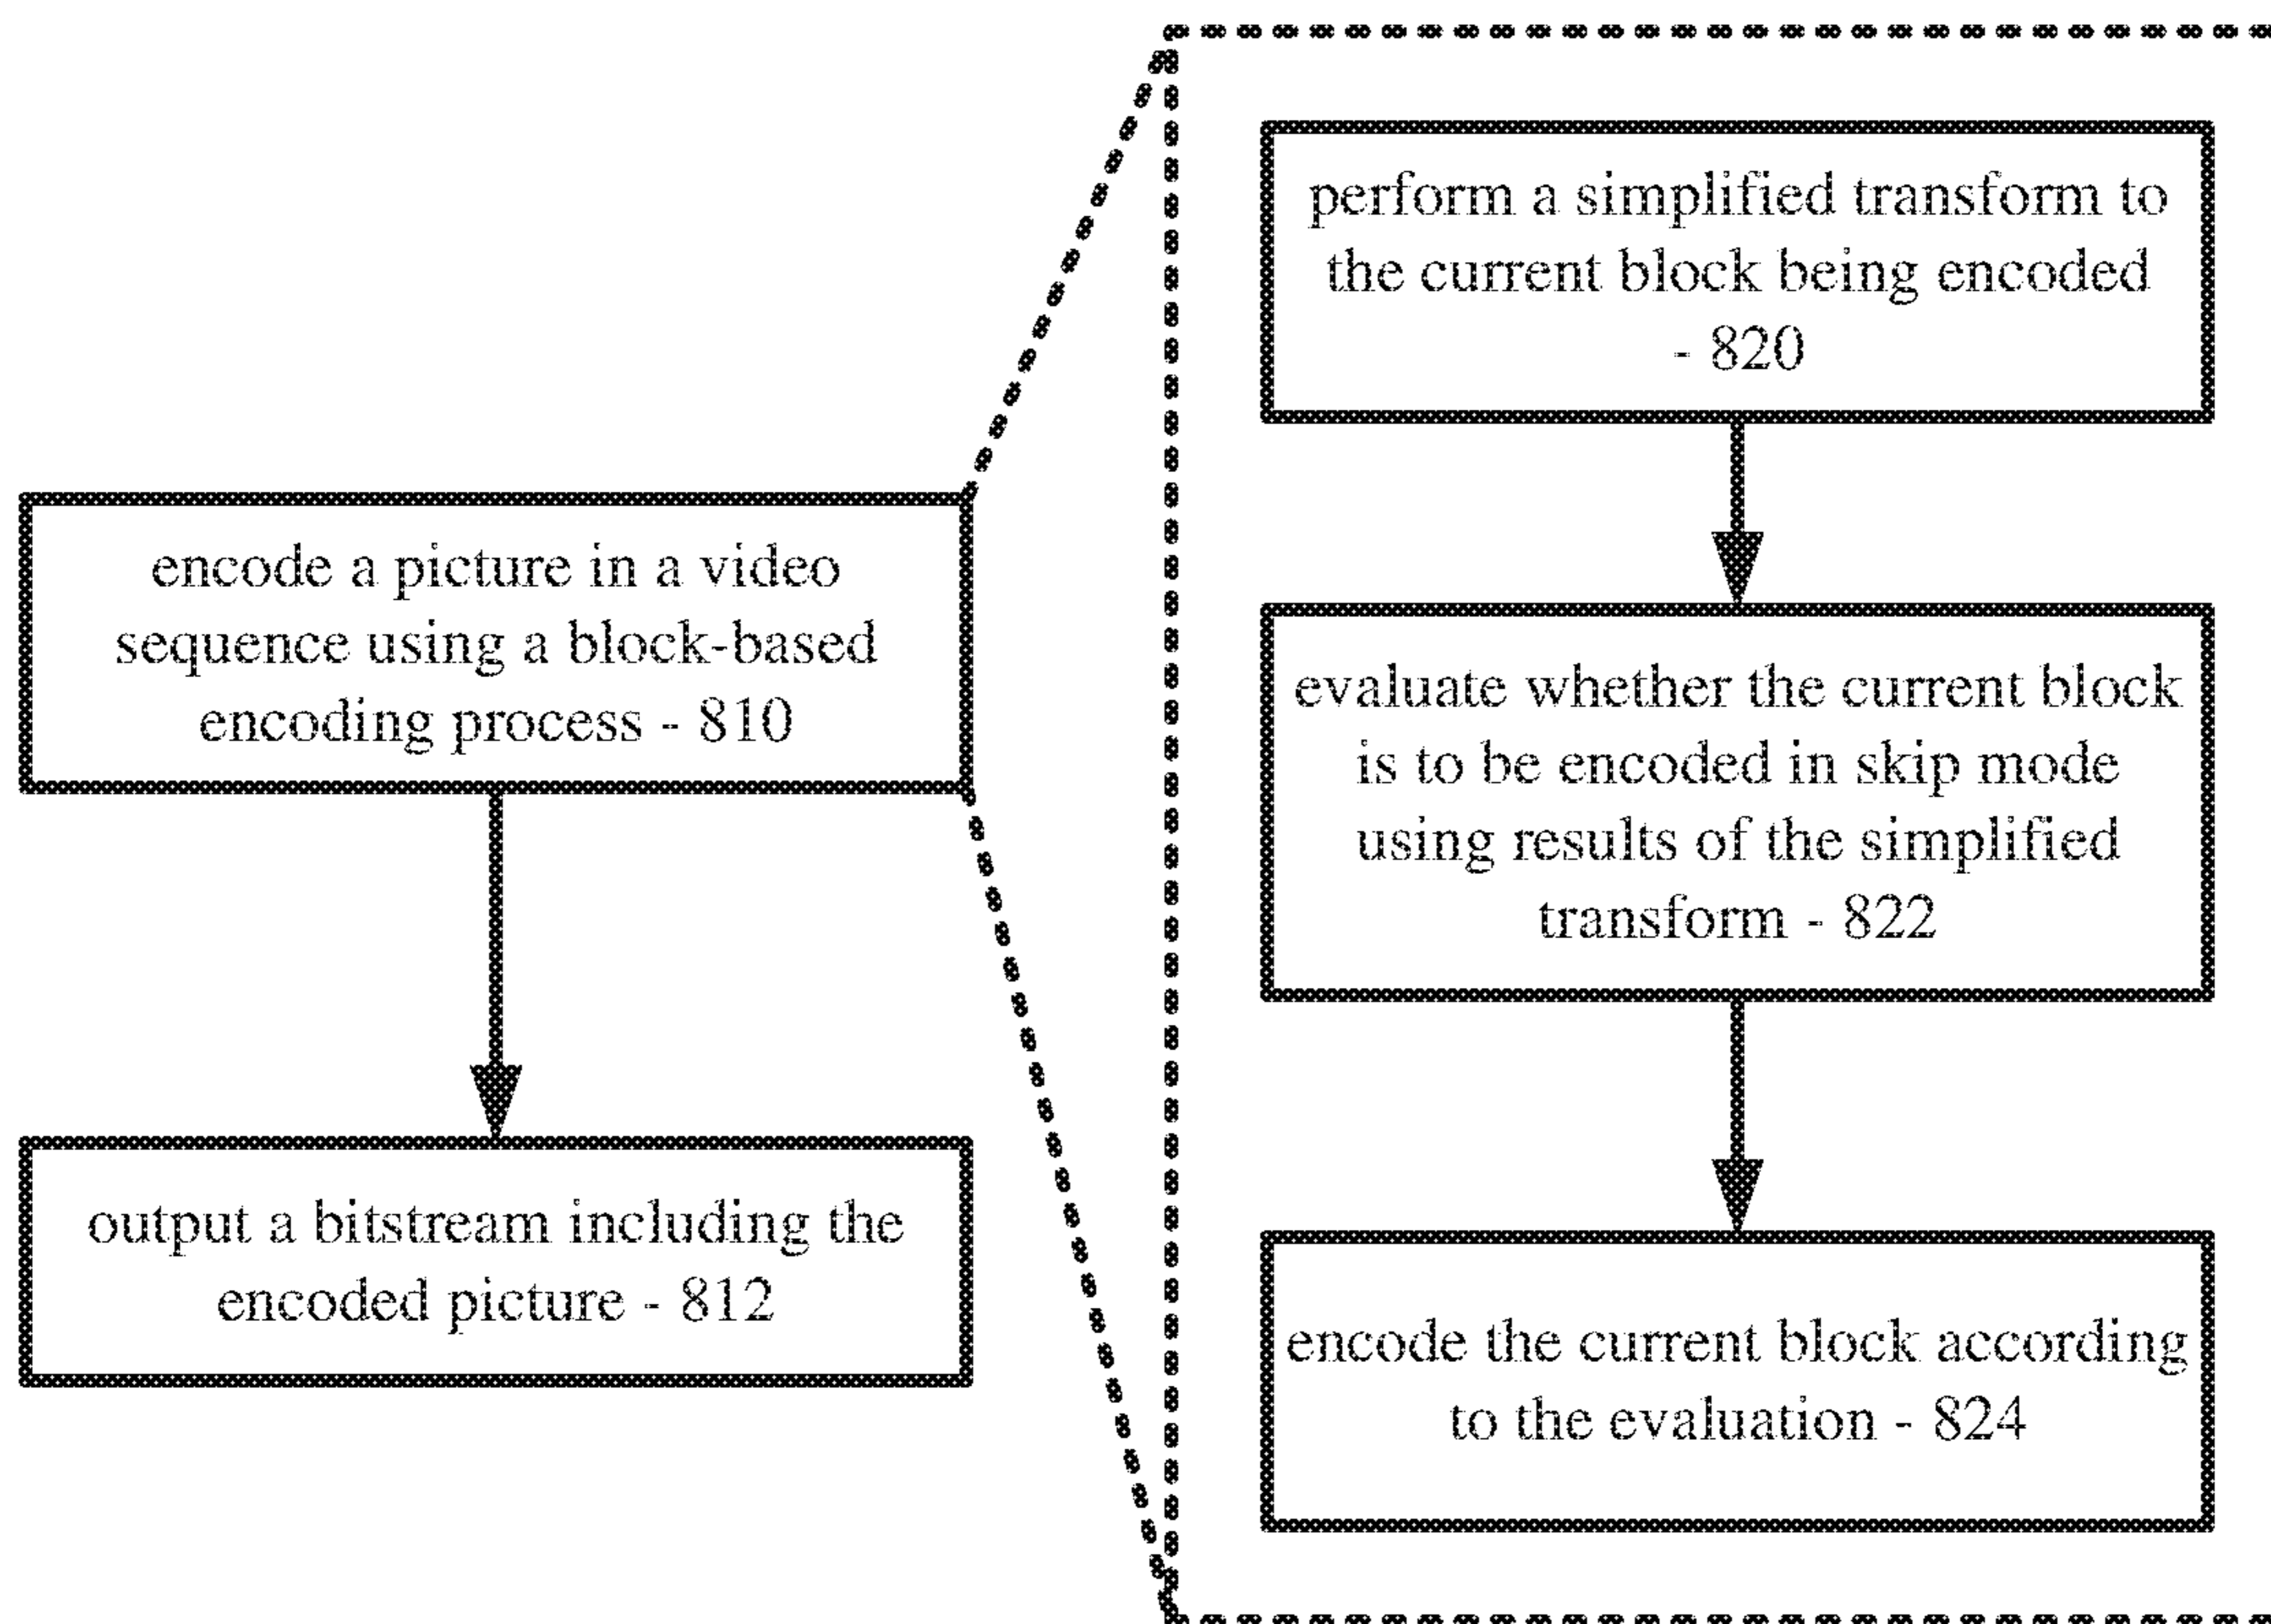 encode a picture in a video
sequence using a block-based
encoding process - 810
output a bitstream including the
encoded picture - 812
perform a simplified transform to
the current block being encoded
- 820
evaluate whether the current block
is to be encoded in skip mode
using results of the simplified
transform - 822
encode the current block according
to the evaluation - 824